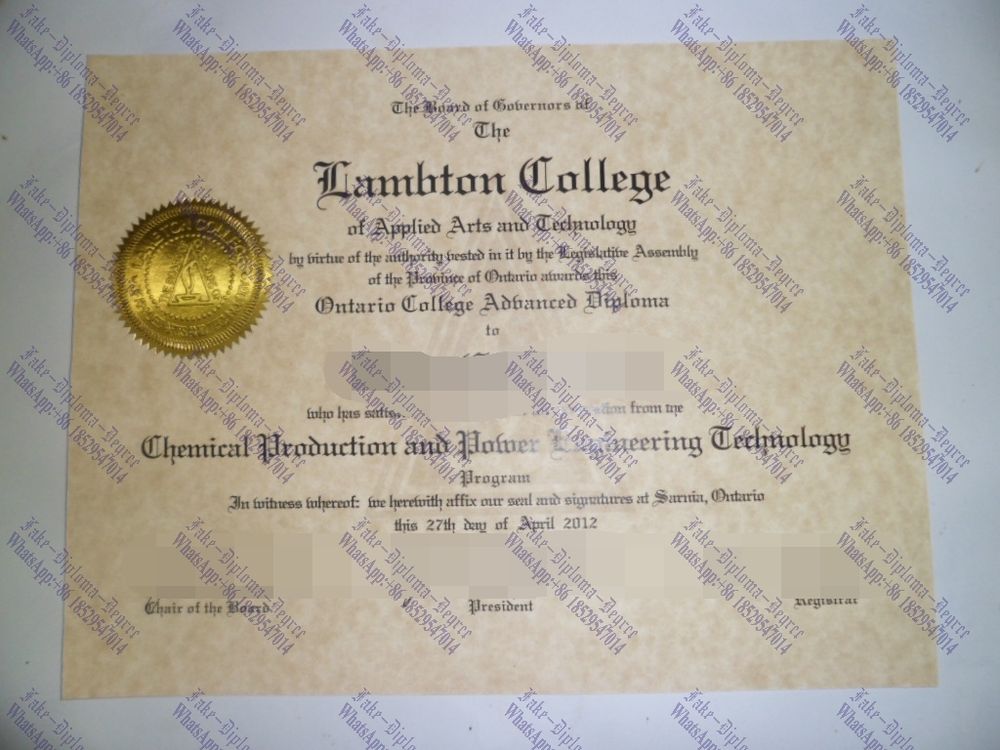 The Board of Governors of
The
Lambton College
of Applied Arts and Technology
by virtue of the authority vested in it by the Legislative Assembly
of the Province of Ontario awards this
Ontario College Advanced Diploma
to
who has from the
Chemical Production and Power Engineering Technology
Program
In witness whereof: we herewith affix our seal and signatures at Sarnia, Ontario
this 27th day of April 2012
Chair of the Board
President
Registrar
Fake-Diploma-Degree
WhatsApp:+86 18529547014